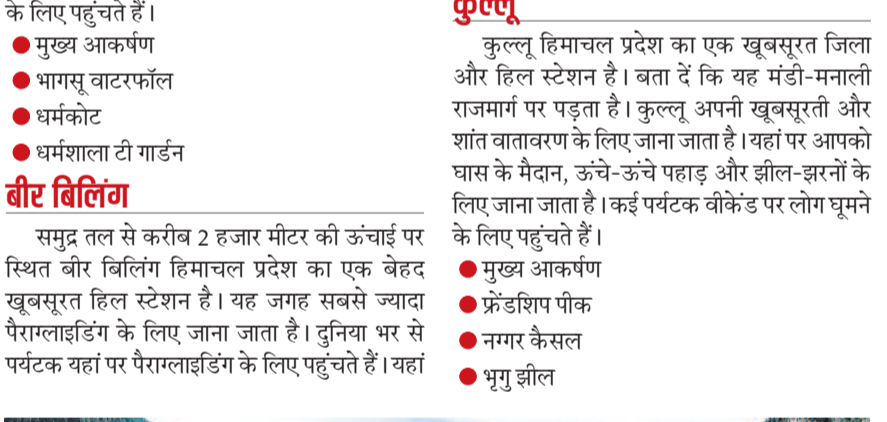 के लिए पहुंचते हैं।
● मुख्य आकर्षण
● भागसू वाटरफॉल
● धर्मकोट
● धर्मशाला टी गार्डन
बीर बिलिंग
समुद्र तल से करीब 2 हजार मीटर की ऊंचाई पर
स्थित बीर बिलिंग हिमाचल प्रदेश का एक बेहद
खूबसूरत हिल स्टेशन है। यह जगह सबसे ज्यादा
पैराग्लाइडिंग के लिए जाना जाता है। दुनिया भर से
पर्यटक यहां पर पैराग्लाइडिंग के लिए पहुंचते हैं। यहां
कुल्लू
कुल्लू हिमाचल प्रदेश का एक खूबसूरत जिला
और हिल स्टेशन है। बता दें कि यह मंडी-मनाली
राजमार्ग पर पड़ता है। कुल्लू अपनी खूबसूरती और
शांत वातावरण के लिए जाना जाता है। यहां पर आपको
घास के मैदान, ऊंचे-ऊंचे पहाड़ और झील-झरनों के
लिए जाना जाता है। कई पर्यटक वीकेंड पर लोग घूमने
के लिए पहुंचते हैं।
● मुख्य आकर्षण
● फ्रेंडशिप पीक
● नग्गर कैसल
● भृगु झील